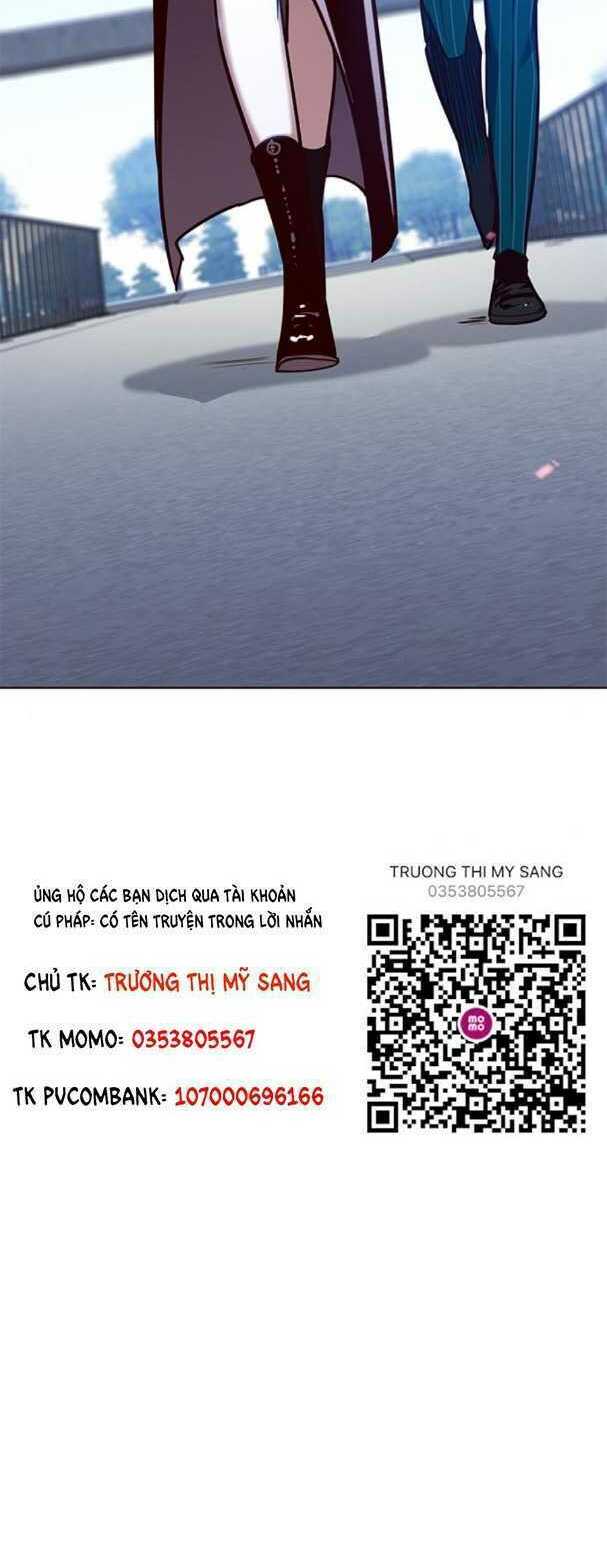 ỦNG HỘ CÁC BẠN DỊCH QUA TÀI KHOẢN
CÚ PHÁP: CÓ TÊN TRUYỆN TRONG LỜI NHẮN
CHỦ TK: TRƯƠNG THỊ MỸ SANG
TK MOMO: 0353805567
TK PVCOMBANK: 107000696166
TRUONG THI MY SANG
0353805567
mo
mo